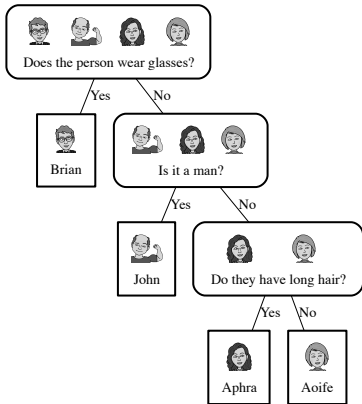 Does the person wear glasses?
Yes
No
Brian
Is it a man?
Yes
No
John
Do they have long hair?
Yes
No
Aphra
Aoife